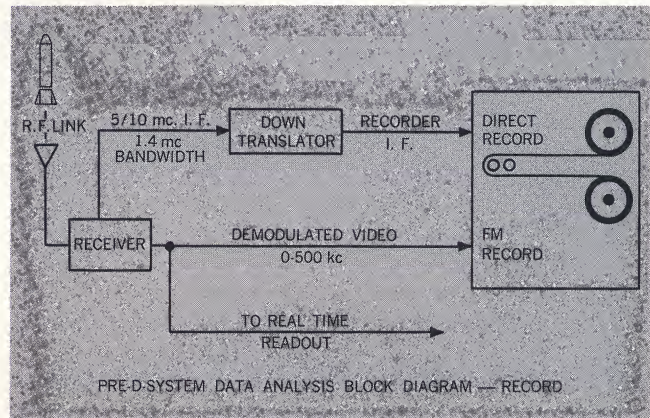 R.F. LINK
5/10 mc. I. F.
1.4 mc
BANDWIDTH
DOWN
TRANSLATOR
RECORDER
I. F.
DIRECT
RECORD
RECEIVER
DEMODULATED VIDEO
0-500 kc
FM
RECORD
TO REAL TIME
READOUT
PRE-D-SYSTEM DATA ANALYSIS BLOCK DIAGRAM — RECORD